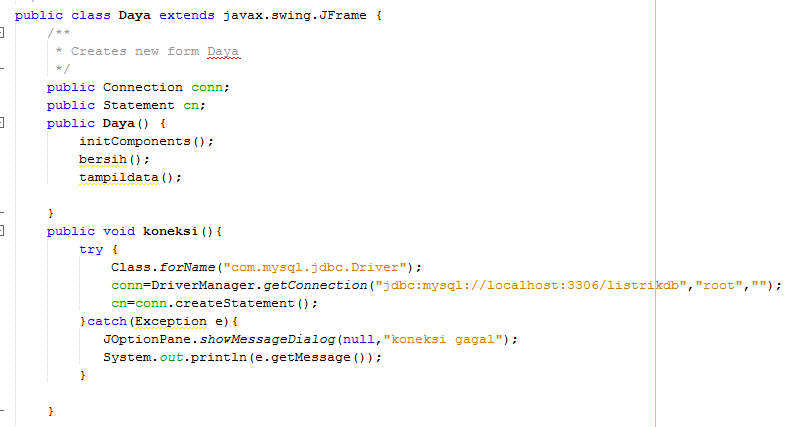 public class Daya extends javax.swing.JFrame {
/**
* Creates new form Daya
*/
public Connection conn;
public Statement cn;
public Daya() {
initComponents();
bersih();
tampildata();
}
public void koneksi(){
try {
Class.forName("com.mysql.jdbc.Driver");
conn=DriverManager.getConnection("jdbc:mysql://localhost:3306/listrikdb","root","");
cn=conn.createStatement();
}catch(Exception e){
JOptionPane.showMessageDialog(null,"koneksi gagal");
System.out.println(e.getMessage());
}
}